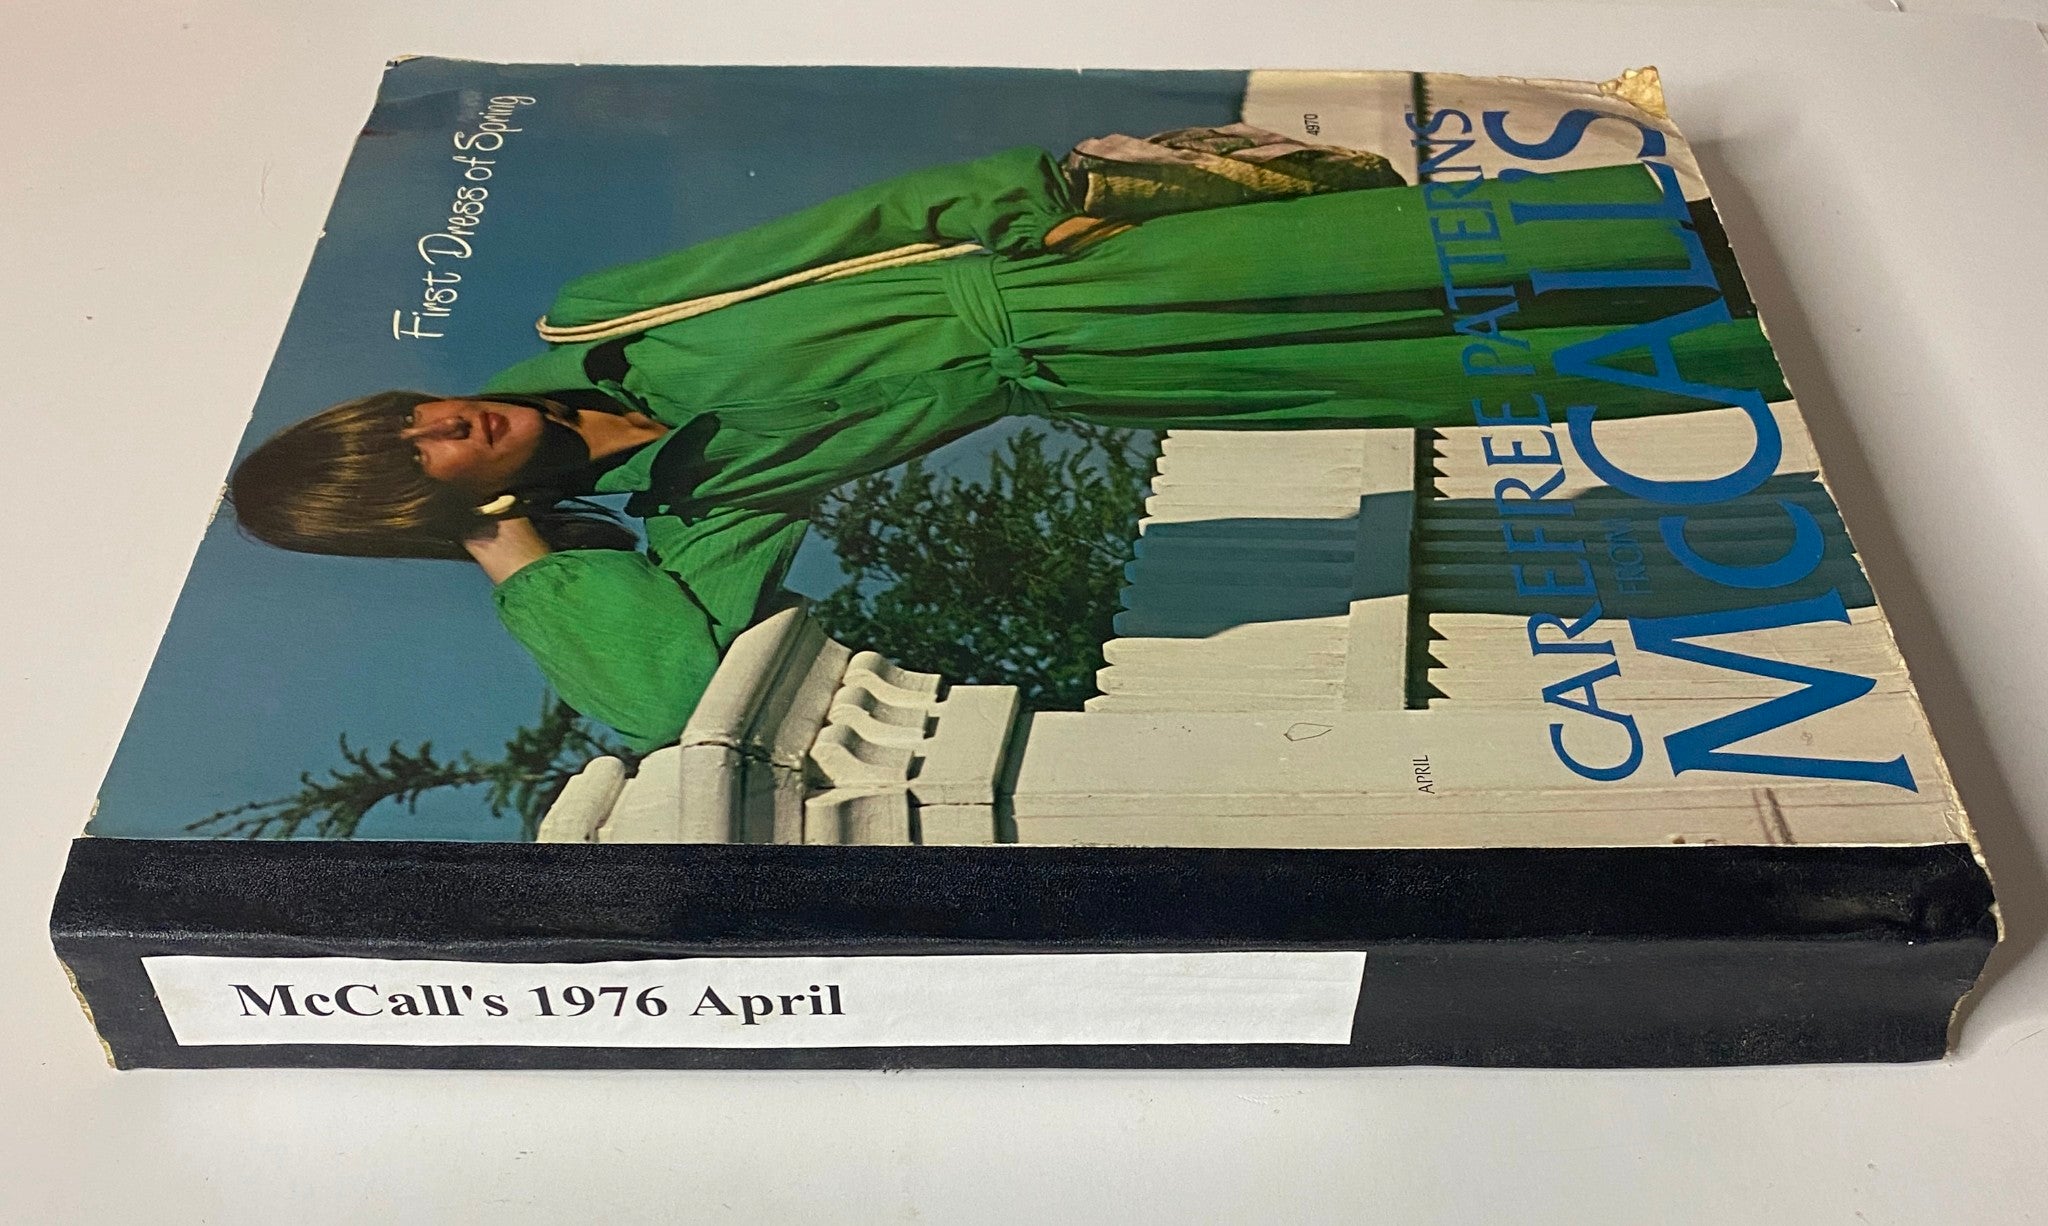 First Dress of Spring
4970
APRIL
CAREFREE PATTERNS
FROM
McCALL'S
McCall's 1976 April